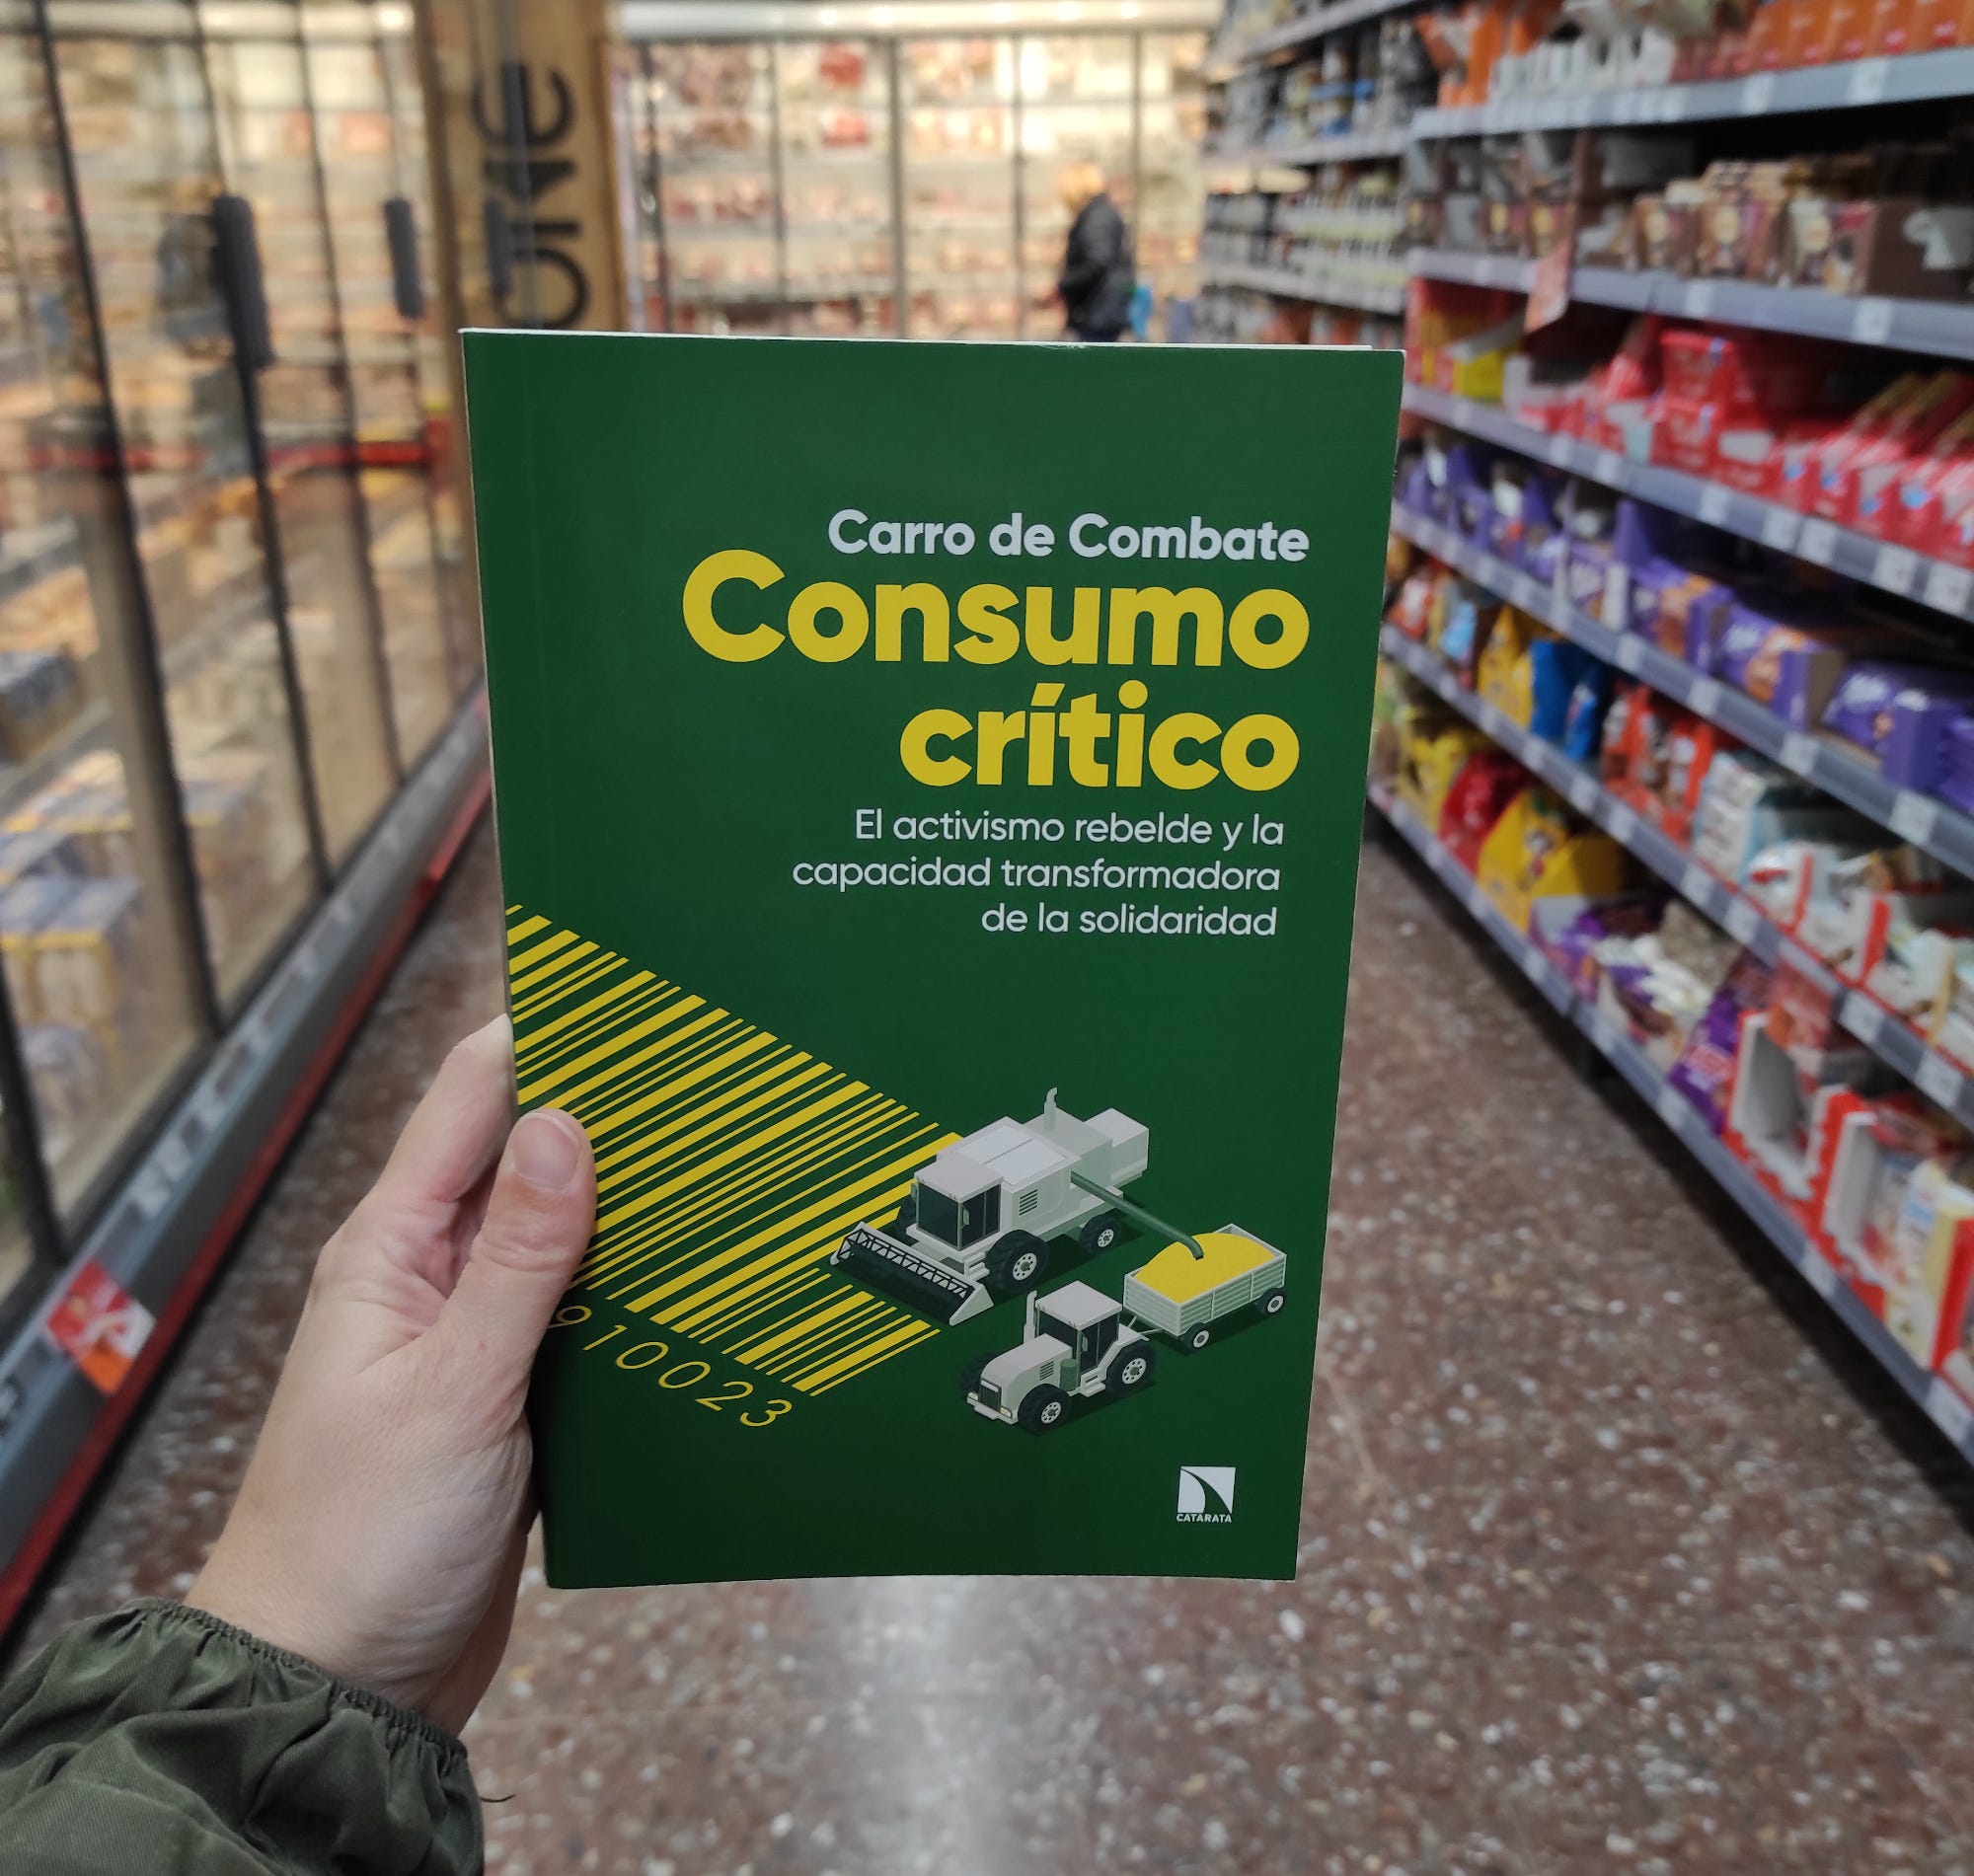 Carro de Combate
Consumo
crítico
El activismo rebelde y la
capacidad transformadora
de la solidaridad
910023
CATARATA